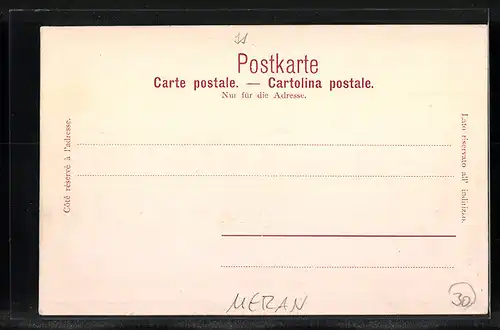 11
Postkarte
Carte postale. — Cartolina postale.
Nur für die Adresse.
Côté réservé à l'adresse.
Lato riservato all' indirizzo.
MERAN
30